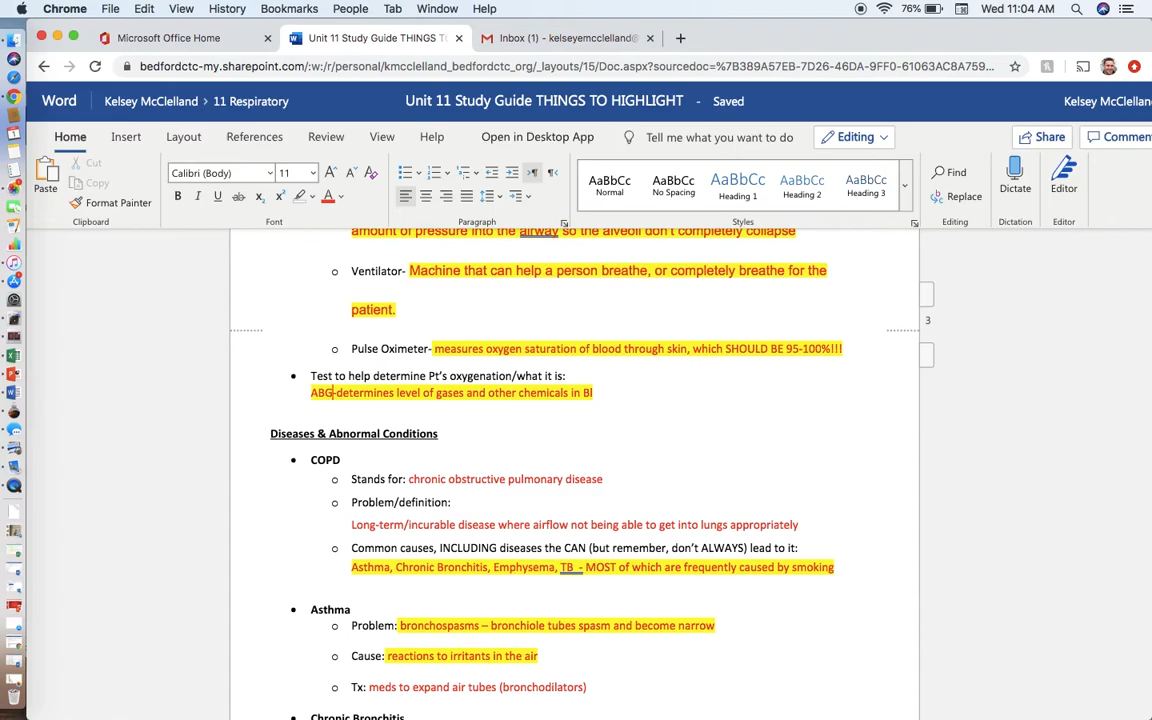 Chrome File Edit View History Bookmarks People Tab Window Help 76% Wed 11:04 AM
Microsoft Office Home Unit 11 Study Guide THINGS T Inbox (1) - kelseyemcclelland@
bedfordctc-my.sharepoint.com/:w:/r/personal/kmcclelland_bedfordctc_org/_layouts/15/Doc.aspx?sourcedoc=%7B389A57EB-7D26-46DA-9FF0-61063AC8A759...
Word Kelsey McClelland > 11 Respiratory Unit 11 Study Guide THINGS TO HIGHLIGHT - Saved Kelsey McClellan
Home Insert Layout References Review View Help Open in Desktop App Tell me what you want to do Editing Share Commen
Paste Cut Copy Format Painter Calibri (Body) 11 AaBbCc Normal AaBbCc No Spacing AaBbCc Heading 1 AaBbCc Heading 2 AaBbCc Heading 3 Find Replace Dictate Editor
Clipboard Font Paragraph Styles Editing Dictation Editor
amount of pressure into the airway so the alveoli don't completely collapse
o Ventilator- Machine that can help a person breathe, or completely breathe for the
patient.
3
o Pulse Oximeter- measures oxygen saturation of blood through skin, which SHOULD BE 95-100%!!!
• Test to help determine Pt's oxygenation/what it is:
ABG-determines level of gases and other chemicals in Bl
Diseases & Abnormal Conditions
• COPD
o Stands for: chronic obstructive pulmonary disease
o Problem/definition:
Long-term/incurable disease where airflow not being able to get into lungs appropriately
o Common causes, INCLUDING diseases the CAN (but remember, don't ALWAYS) lead to it:
Asthma, Chronic Bronchitis, Emphysema, TB - MOST of which are frequently caused by smoking
• Asthma
o Problem: bronchospasms – bronchiole tubes spasm and become narrow
o Cause: reactions to irritants in the air
o Tx: meds to expand air tubes (bronchodilators)
• Chronic Bronchitis